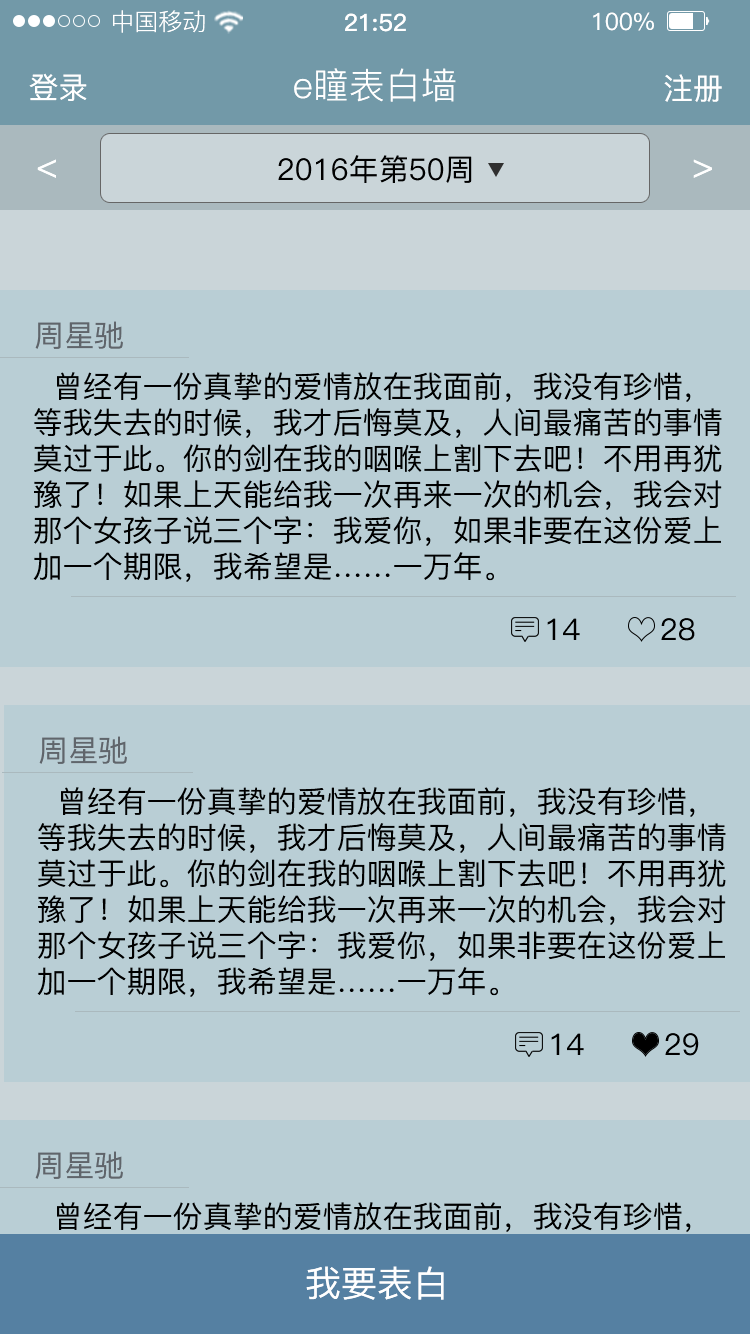 中国移动 21:52 100%
登录 e瞳表白墙 注册
< 2016年第50周 ▼ >
周星驰
曾经有一份真挚的爱情放在我面前，我没有珍惜，
等我失去的时候，我才后悔莫及，人间最痛苦的事情
莫过于此。你的剑在我的咽喉上割下去吧！不用再犹
豫了！如果上天能给我一次再来一次的机会，我会对
那个女孩子说三个字：我爱你，如果非要在这份爱上
加一个期限，我希望是……一万年。
14 28
周星驰
曾经有一份真挚的爱情放在我面前，我没有珍惜，
等我失去的时候，我才后悔莫及，人间最痛苦的事情
莫过于此。你的剑在我的咽喉上割下去吧！不用再犹
豫了！如果上天能给我一次再来一次的机会，我会对
那个女孩子说三个字：我爱你，如果非要在这份爱上
加一个期限，我希望是……一万年。
14 29
周星驰
曾经有一份真挚的爱情放在我面前，我没有珍惜，
我要表白